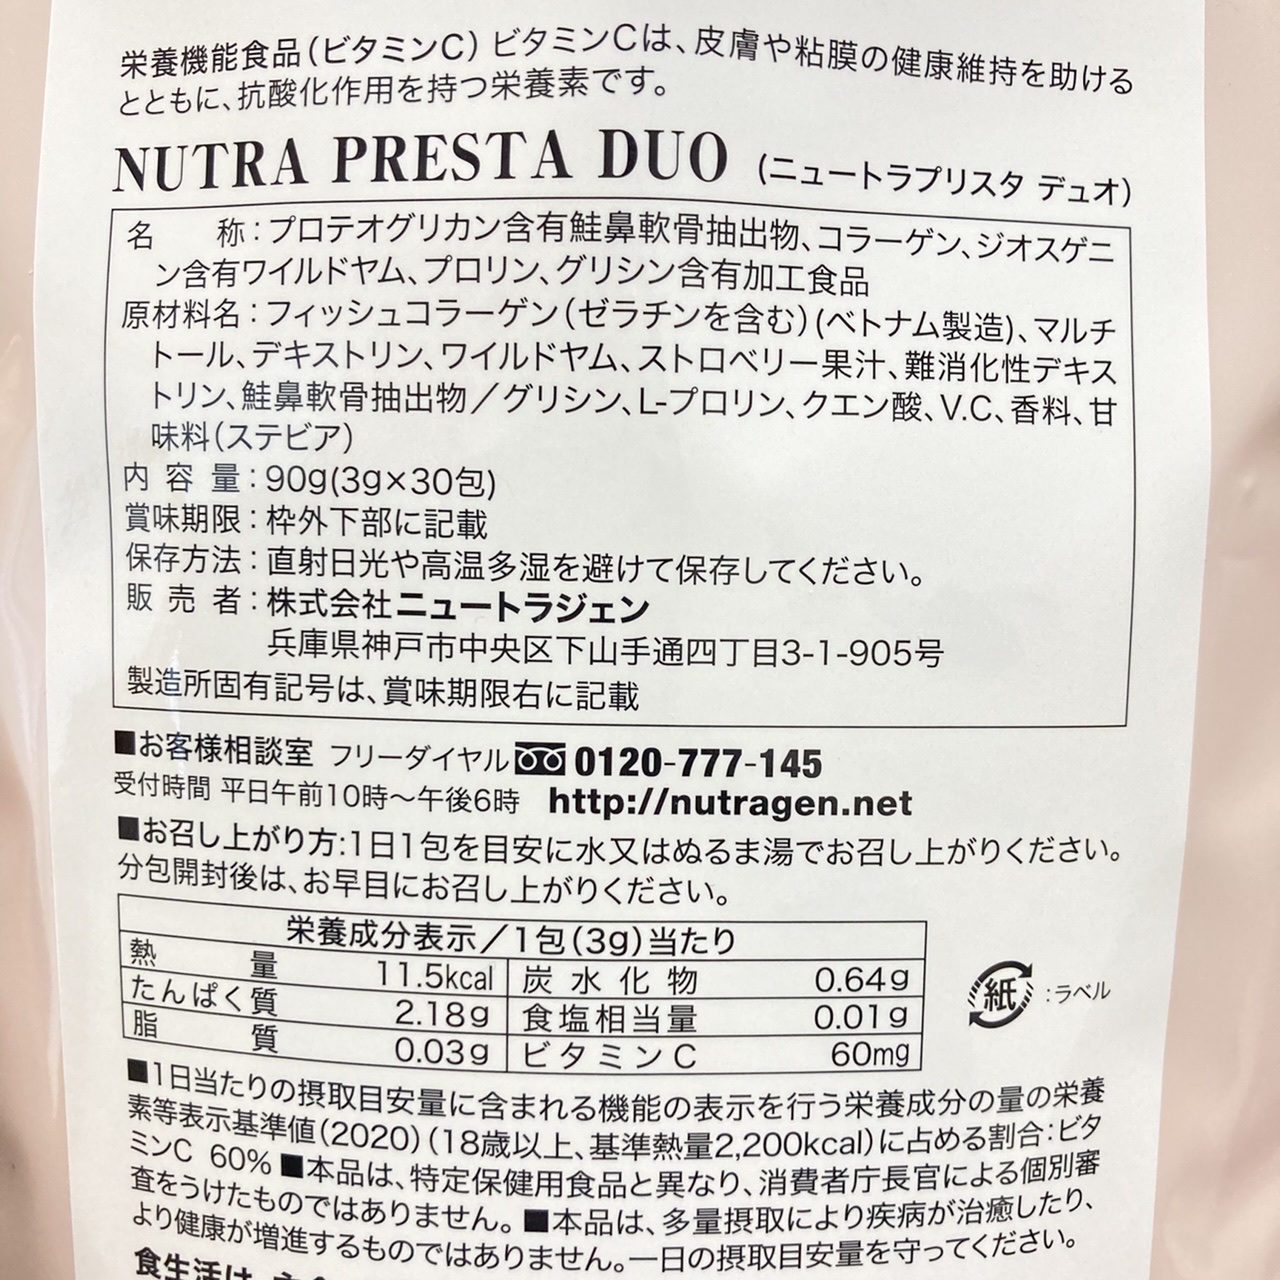 栄養機能食品(ビタミンC) ビタミンCは、皮膚や粘膜の健康維持を助ける
とともに、抗酸化作用を持つ栄養素です。
NUTRA PRESTA DUO (ニュートラプリスタ デュオ)
名 称:プロテオグリカン含有鮭鼻軟骨抽出物、コラーゲン、ジオスゲニ
ン含有ワイルドヤム、プロリン、グリシン含有加工食品
原材料名:フィッシュコラーゲン(ゼラチンを含む)(ベトナム製造)、マルチ
トール、デキストリン、ワイルドヤム、ストロベリー果汁、難消化性デキス
トリン、鮭鼻軟骨抽出物/グリシン、L-プロリン、クエン酸、V.C、香料、甘
味料(ステビア)
内 容 量:90g(3g×30包)
賞味期限:枠外下部に記載
保存方法:直射日光や高温多湿を避けて保存してください。
販 売 者:株式会社ニュートラジェン
兵庫県神戸市中央区下山手通四丁目3-1-905号
製造所固有記号は、賞味期限右に記載
■お客様相談室 フリーダイヤル 0120-777-145
受付時間 平日午前10時〜午後6時 http://nutragen.net
■お召し上がり方:1日1包を目安に水又はぬるま湯でお召し上がりください。
分包開封後は、お早目にお召し上がりください。
栄養成分表示/1包(3g)当たり
熱 量 11.5kcal 炭水化物 0.64g
たんぱく質 2.18g 食塩相当量 0.01g
脂 質 0.03g ビタミンC 60mg
紙 :ラベル
■1日当たりの摂取目安量に含まれる機能の表示を行う栄養成分の量の栄養
素等表示基準値(2020)(18歳以上、基準熱量2,200kcal)に占める割合:ビタ
ミンC 60% ■本品は、特定保健用食品と異なり、消費者庁長官による個別審
査をうけたものではありません。■本品は、多量摂取により疾病が治癒したり、
より健康が増進するものではありません。一日の摂取目安量を守ってください。
食生活は、